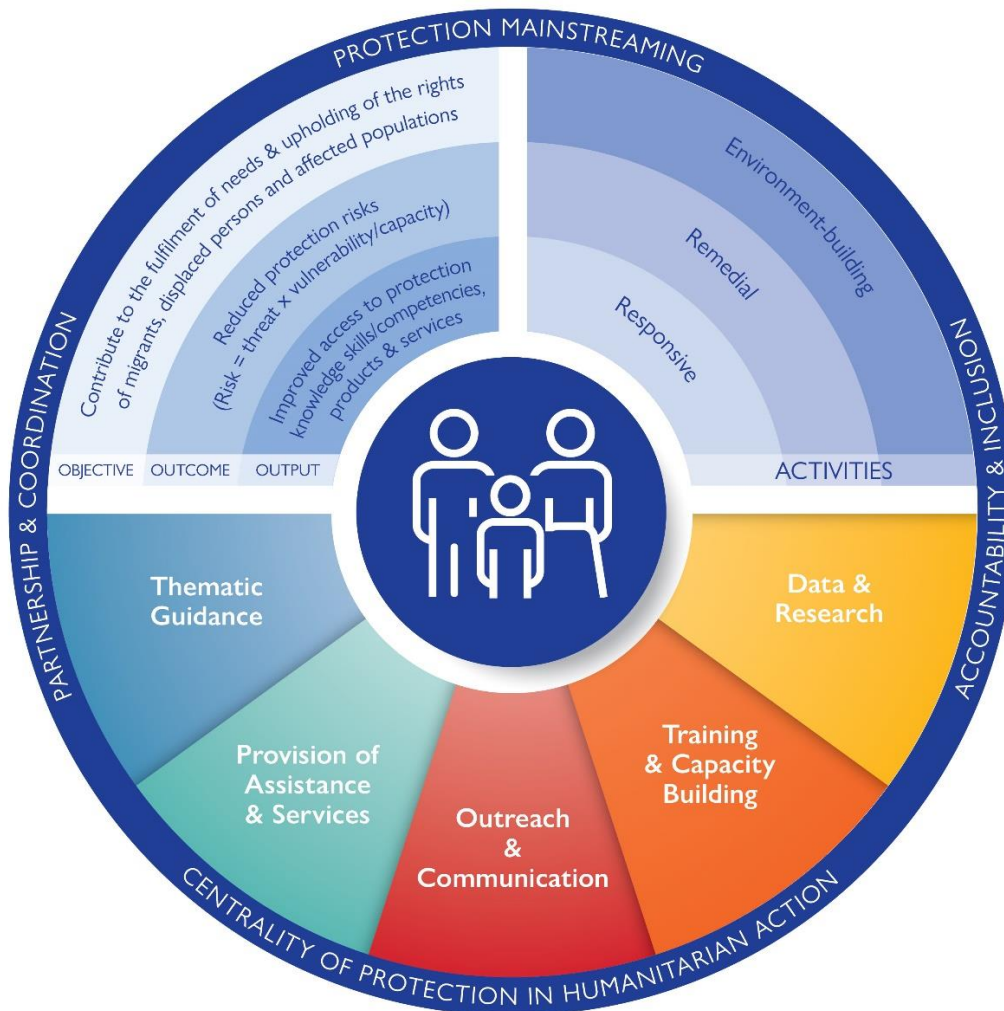 PROTECTION MAINSTREAMING
Contribute to the fulfilment of needs & upholding of the rights
of migrants, displaced persons and affected populations
Reduced protection risks
(Risk = threat x vulnerability/capacity)
Improved access to protection
knowledge skills/competencies,
products & services
Environment-building
Remedial
Responsive
OBJECTIVE
OUTCOME
OUTPUT
ACTIVITIES
PARTNERSHIP & COORDINATION
ACCOUNTABILITY & INCLUSION
Thematic
Guidance
Data &
Research
Provision of
Assistance
& Services
Training
& Capacity
Building
Outreach
&
Communication
CENTRALITY OF PROTECTION IN HUMANITARIAN ACTION